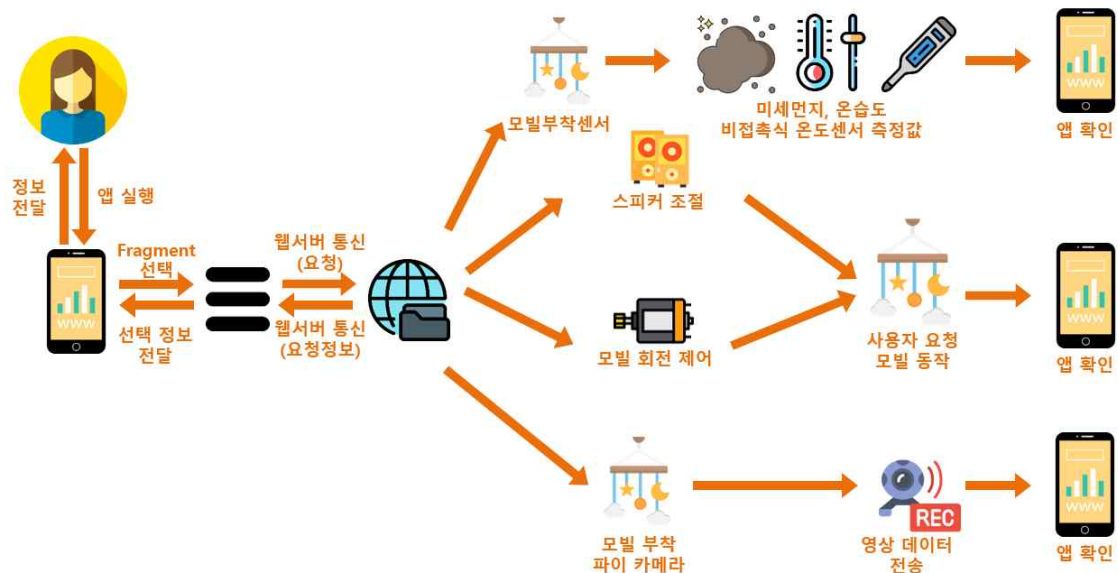 모빌부착센서
미세먼지, 온습도
비접촉식 온도센서 측정값
앱 확인
정보
전달
앱 실행
스피커 조절
Fragment
선택
선택 정보
전달
웹서버 통신
(요청)
웹서버 통신
(요청정보)
모빌 회전 제어
사용자 요청
모빌 동작
앱 확인
모빌 부착
파이 카메라
REC
영상 데이터
전송
앱 확인
WWW
WWW
WWW
WWW